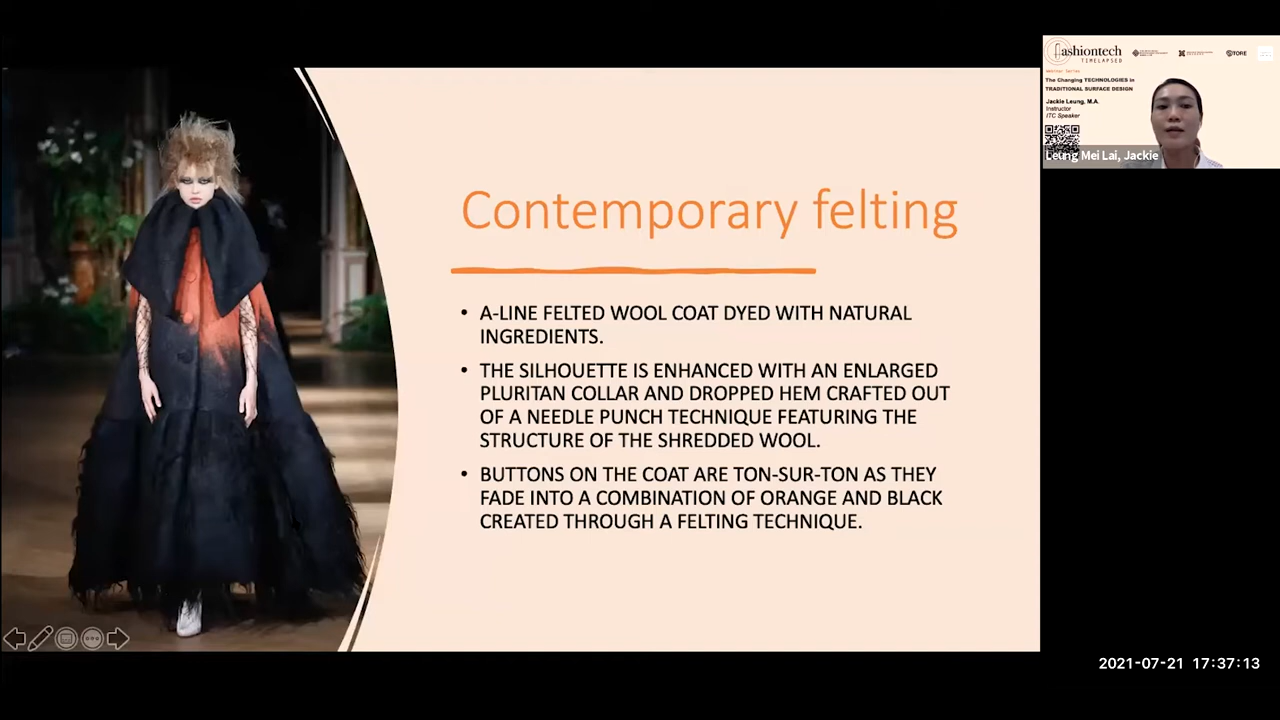 Contemporary felting
• A-LINE FELTED WOOL COAT DYED WITH NATURAL
INGREDIENTS.
• THE SILHOUETTE IS ENHANCED WITH AN ENLARGED
PLURITAN COLLAR AND DROPPED HEM CRAFTED OUT
OF A NEEDLE PUNCH TECHNIQUE FEATURING THE
STRUCTURE OF THE SHREDDED WOOL.
• BUTTONS ON THE COAT ARE TON-SUR-TON AS THEY
FADE INTO A COMBINATION OF ORANGE AND BLACK
CREATED THROUGH A FELTING TECHNIQUE.
fashiontech
TIMELAPSED
The Changing TECHNOLOGIES in
TRADITIONAL SURFACE DESIGN
Jackie Leung, M.A.
Instructor
ITC Speaker
Leung Mei Lai, Jackie
2021-07-21 17:37:13